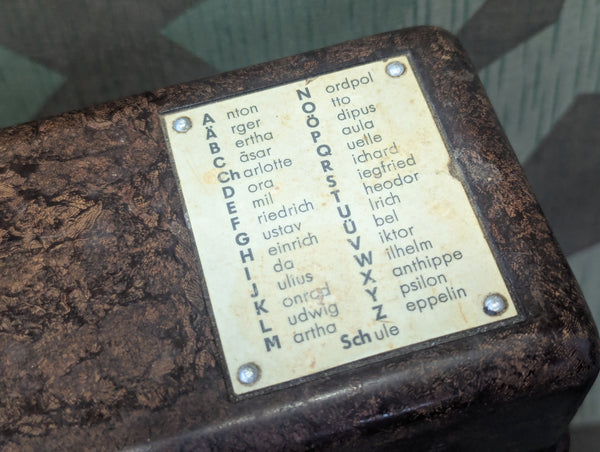 Anton
Ärger
Bertha
Cäsar
Charlotte
Dora
Emil
Friedrich
Gustav
Heinrich
Ida
Julius
Konrad
Ludwig
Martha
Nordpol
Otto
Ödipus
Paula
Quelle
Richard
Siegfried
Theodor
Ulrich
Übel
Viktor
Wilhelm
Xanthippe
Ypsilon
Zeppelin
Schule